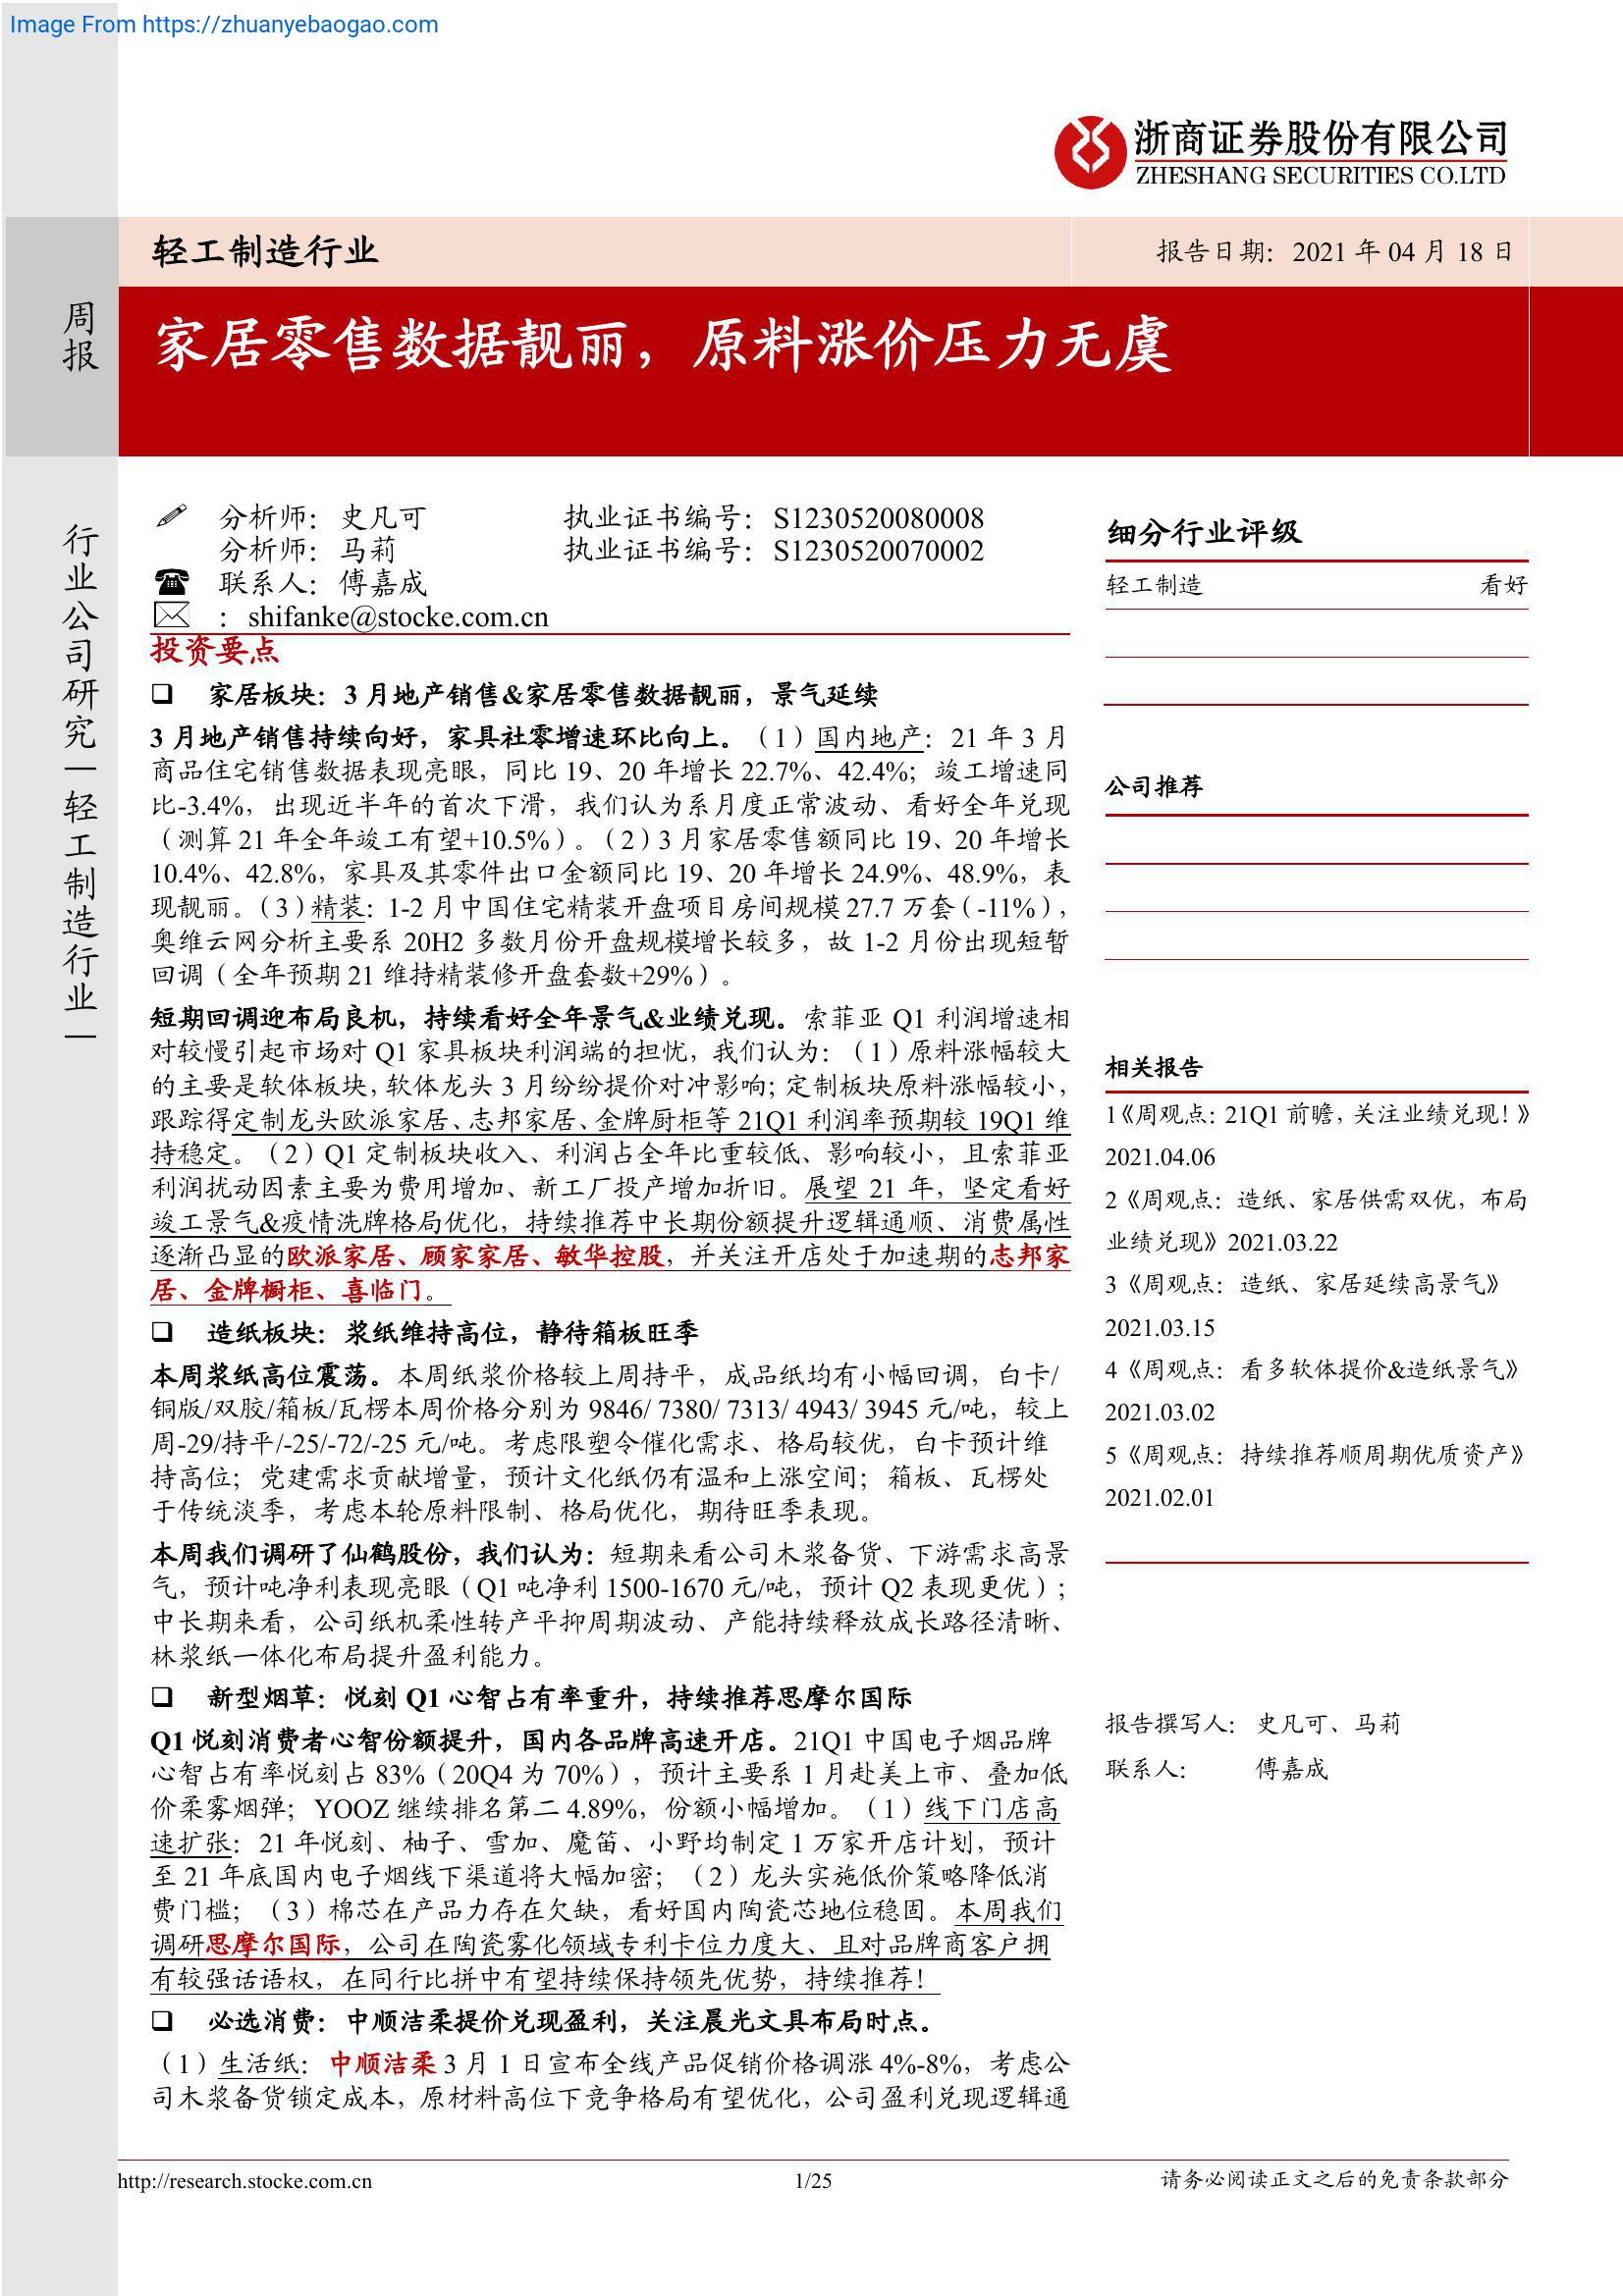 Image From https://zhuanyebaogao.com
浙商证券股份有限公司
ZHESHANG SECURITIES CO.LTD
轻工制造行业
报告日期：2021 年 04 月 18 日
周报
家居零售数据靓丽，原料涨价压力无虞
行业公司研究｜轻工制造行业｜
分析师：史凡可 执业证书编号：S1230520080008
分析师：马莉 执业证书编号：S1230520070002
联系人：傅嘉成
：shifanke@stocke.com.cn
投资要点
❑ 家居板块：3 月地产销售&家居零售数据靓丽，景气延续
3 月地产销售持续向好，家具社零增速环比向上。（1）国内地产：21 年 3 月
商品住宅销售数据表现亮眼，同比 19、20 年增长 22.7%、42.4%；竣工增速同
比-3.4%，出现近半年的首次下滑，我们认为系月度正常波动、看好全年兑现
（测算 21 年全年竣工有望+10.5%）。（2）3 月家居零售额同比 19、20 年增长
10.4%、42.8%，家具及其零件出口金额同比 19、20 年增长 24.9%、48.9%，表
现靓丽。（3）精装：1-2 月中国住宅精装开盘项目房间规模 27.7 万套（-11%），
奥维云网分析主要系 20H2 多数月份开盘规模增长较多，故 1-2 月份出现短暂
回调（全年预期 21 维持精装修开盘套数+29%）。
短期回调迎布局良机，持续看好全年景气&业绩兑现。索菲亚 Q1 利润增速相
对较慢引起市场对 Q1 家具板块利润端的担忧，我们认为：（1）原料涨幅较大
的主要是软体板块，软体龙头 3 月纷纷提价对冲影响；定制板块原料涨幅较小，
跟踪得定制龙头欧派家居、志邦家居、金牌厨柜等 21Q1 利润率预期较 19Q1 维
持稳定。（2）Q1 定制板块收入、利润占全年比重较低、影响较小，且索菲亚
利润扰动因素主要为费用增加、新工厂投产增加折旧。展望 21 年，坚定看好
竣工景气&疫情洗牌格局优化，持续推荐中长期份额提升逻辑通顺、消费属性
逐渐凸显的欧派家居、顾家家居、敏华控股，并关注开店处于加速期的志邦家
居、金牌橱柜、喜临门。
❑ 造纸板块：浆纸维持高位，静待箱板旺季
本周浆纸高位震荡。本周纸浆价格较上周持平，成品纸均有小幅回调，白卡/
铜版/双胶/箱板/瓦楞本周价格分别为 9846/ 7380/ 7313/ 4943/ 3945 元/吨，较上
周-29/持平/-25/-72/-25 元/吨。考虑限塑令催化需求、格局较优，白卡预计维
持高位；党建需求贡献增量，预计文化纸仍有温和上涨空间；箱板、瓦楞处
于传统淡季，考虑本轮原料限制、格局优化，期待旺季表现。
本周我们调研了仙鹤股份，我们认为：短期来看公司木浆备货、下游需求高景
气，预计吨净利表现亮眼（Q1 吨净利 1500-1670 元/吨，预计 Q2 表现更优）；
中长期来看，公司纸机柔性转产平抑周期波动、产能持续释放成长路径清晰、
林浆纸一体化布局提升盈利能力。
❑ 新型烟草：悦刻 Q1 心智占有率重升，持续推荐思摩尔国际
Q1 悦刻消费者心智份额提升，国内各品牌高速开店。21Q1 中国电子烟品牌
心智占有率悦刻占 83%（20Q4 为 70%），预计主要系 1 月赴美上市、叠加低
价柔雾烟弹；YOOZ 继续排名第二 4.89%，份额小幅增加。（1）线下门店高
速扩张：21 年悦刻、柚子、雪加、魔笛、小野均制定 1 万家开店计划，预计
至 21 年底国内电子烟线下渠道将大幅加密；（2）龙头实施低价策略降低消
费门槛；（3）棉芯在产品力存在欠缺，看好国内陶瓷芯地位稳固。本周我们
调研思摩尔国际，公司在陶瓷雾化领域专利卡位力度大、且对品牌商客户拥
有较强话语权，在同行比拼中有望持续保持领先优势，持续推荐！
❑ 必选消费：中顺洁柔提价兑现盈利，关注晨光文具布局时点。
（1）生活纸：中顺洁柔 3 月 1 日宣布全线产品促销价格调涨 4%-8%，考虑公
司木浆备货锁定成本，原材料高位下竞争格局有望优化，公司盈利兑现逻辑通
细分行业评级
轻工制造 看好
公司推荐
相关报告
1《周观点：21Q1 前瞻，关注业绩兑现！》
2021.04.06
2《周观点：造纸、家居供需双优，布局
业绩兑现》2021.03.22
3《周观点：造纸、家居延续高景气》
2021.03.15
4《周观点：看多软体提价&造纸景气》
2021.03.02
5《周观点：持续推荐顺周期优质资产》
2021.02.01
报告撰写人：史凡可、马莉
联系人： 傅嘉成
http://research.stocke.com.cn 1/25 请务必阅读正文之后的免责条款部分